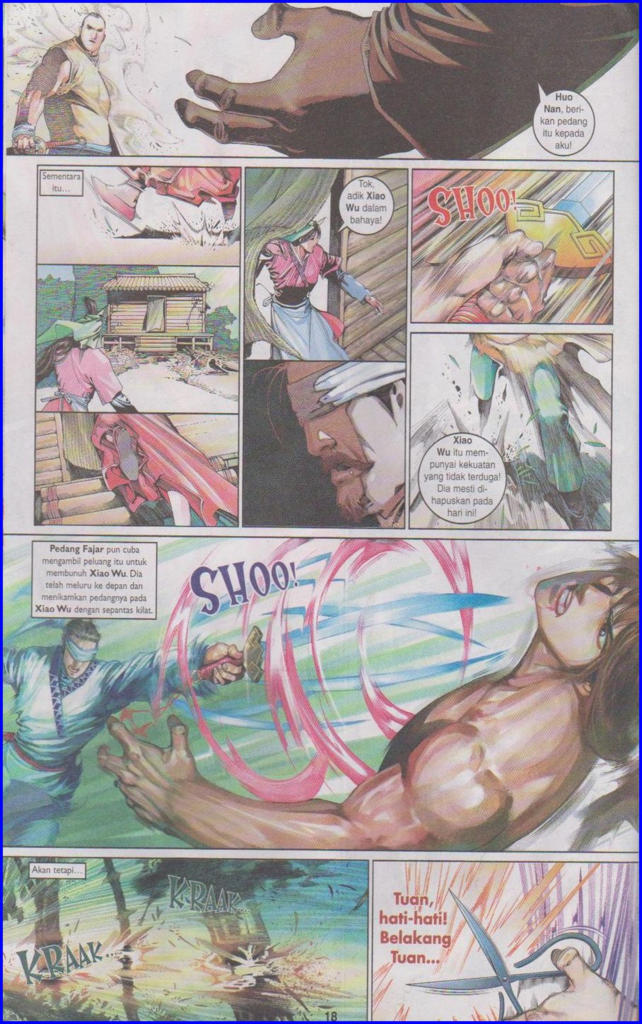 Huo
Nan, beri-
kan pedang
itu kepada
aku!
Sementara
itu...
Tok,
adik Xiao
Wu dalam
bahaya!
SHOO!
Xiao
Wu itu mem-
punyai kekuatan
yang tidak terduga!
Dia mesti di-
hapuskan pada
hari ini!
Pedang Fajar pun cuba
mengambil peluang itu untuk
membunuh Xiao Wu. Dia
telah meluru ke depan dan
menikamkan pedangnya pada
Xiao Wu dengan sepantas kilat.
SHOO!
Akan tetapi...
KRAAK...
KRAAK...
18
Tuan,
hati-hati!
Belakang
Tuan...